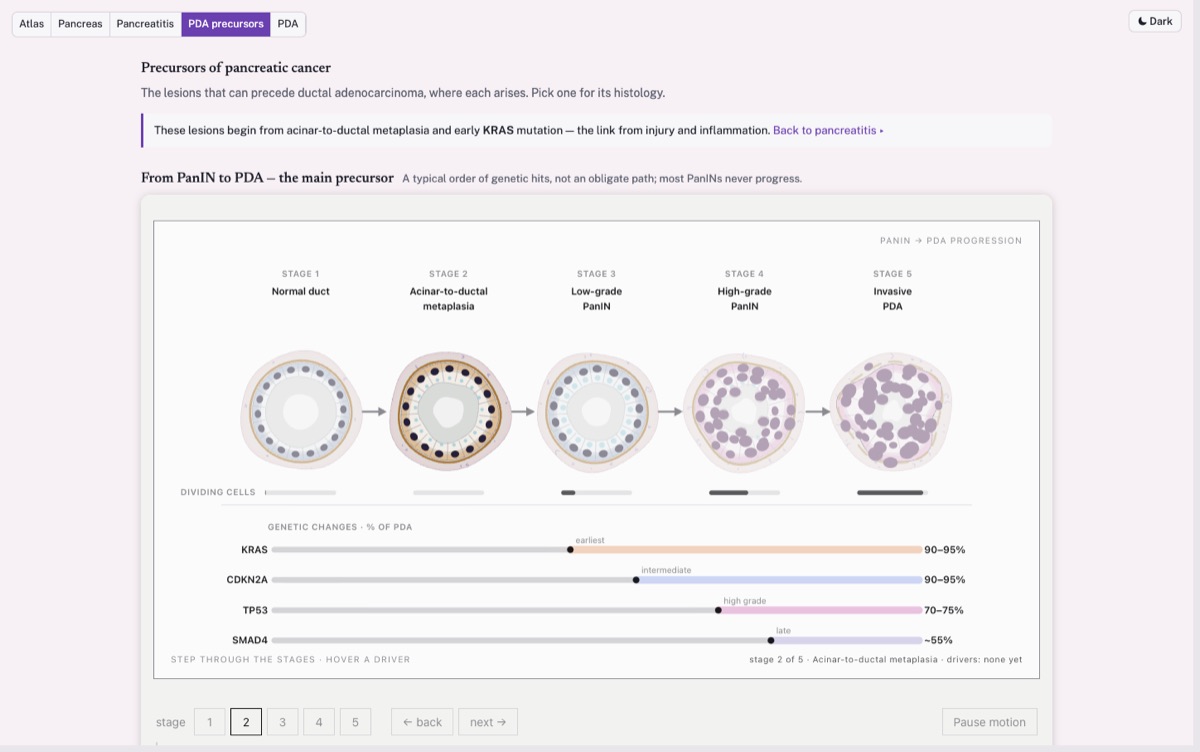 Atlas Pancreas Pancreatitis PDA precursors PDA
Dark
Precursors of pancreatic cancer
The lesions that can precede ductal adenocarcinoma, where each arises. Pick one for its histology.
These lesions begin from acinar-to-ductal metaplasia and early KRAS mutation — the link from injury and inflammation. Back to pancreatitis ▸
From PanIN to PDA — the main precursor A typical order of genetic hits, not an obligate path; most PanINs never progress.
PANIN → PDA PROGRESSION
STAGE 1 STAGE 2 STAGE 3 STAGE 4 STAGE 5
Normal duct Acinar-to-ductal Low-grade High-grade Invasive
metaplasia PanIN PanIN PDA
DIVIDING CELLS
GENETIC CHANGES · % OF PDA
earliest
KRAS 90–95%
intermediate
CDKN2A 90–95%
high grade
TP53 70–75%
late
SMAD4 ~55%
STEP THROUGH THE STAGES · HOVER A DRIVER stage 2 of 5 · Acinar-to-ductal metaplasia · drivers: none yet
stage 1 2 3 4 5 ← back next → Pause motion